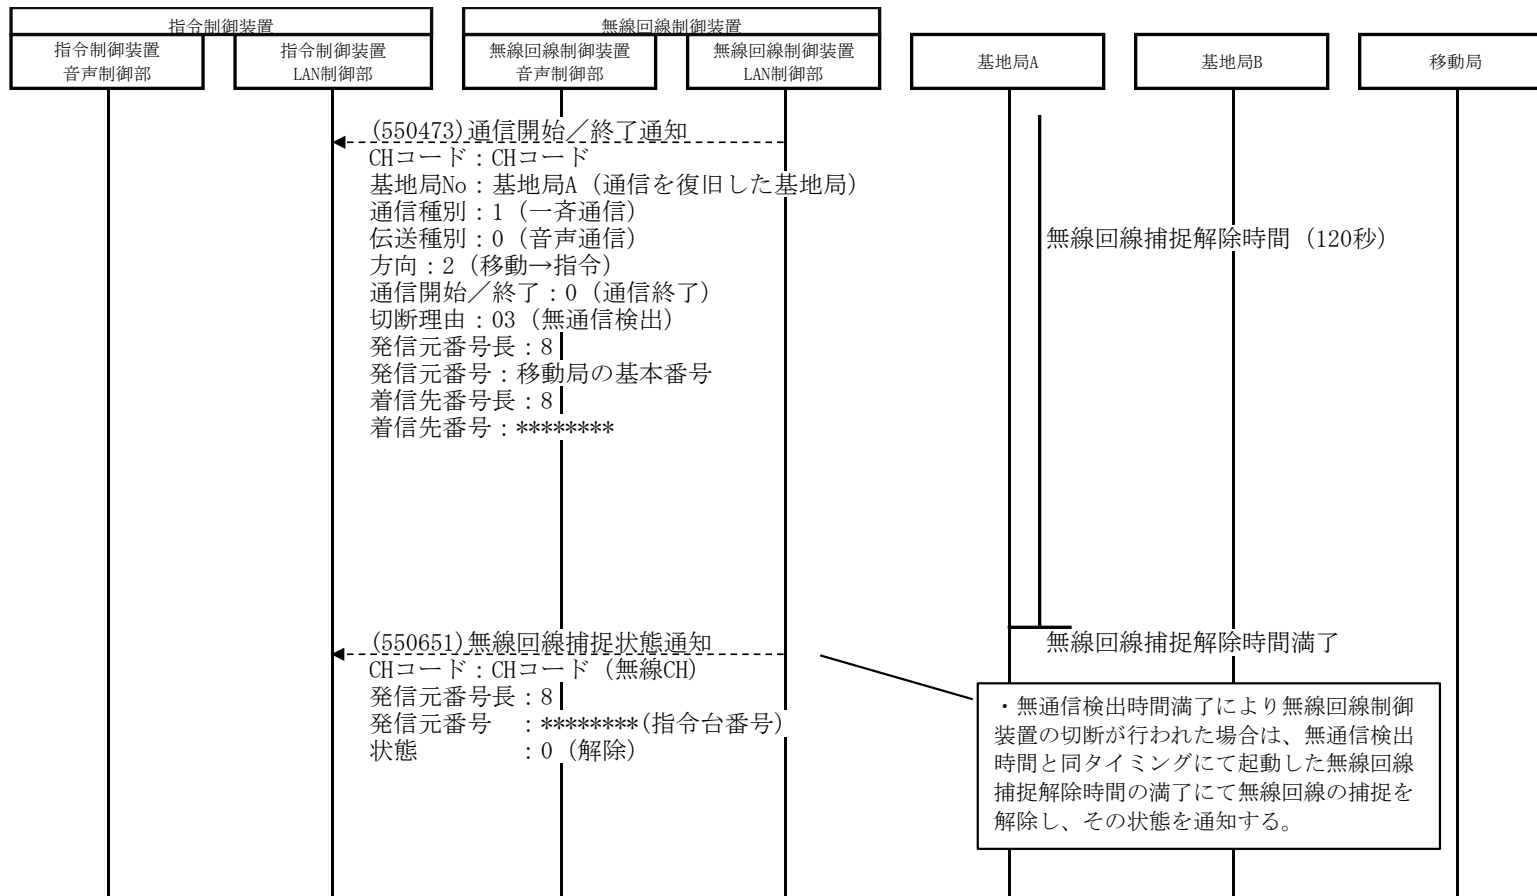 指令制御装置
無線回線制御装置
指令制御装置
音声制御部
指令制御装置
LAN制御部
無線回線制御装置
音声制御部
無線回線制御装置
LAN制御部
基地局A
基地局B
移動局
(550473)通信開始／終了通知
CHコード：CHコード
基地局No：基地局A（通信を復旧した基地局）
通信種別：1（一斉通信）
伝送種別：0（音声通信）
方向：2（移動→指令）
通信開始／終了：0（通信終了）
切断理由：03（無通信検出）
発信元番号長：8
発信元番号：移動局の基本番号
着信先番号長：8
着信先番号：********
無線回線捕捉解除時間（120秒）
(550651)無線回線捕捉状態通知
CHコード：CHコード（無線CH）
発信元番号長：8
発信元番号　：********(指令台番号)
状態　　　　：0（解除）
無線回線捕捉解除時間満了
・無通信検出時間満了により無線回線制御
装置の切断が行われた場合は、無通信検出
時間と同タイミングにて起動した無線回線
捕捉解除時間の満了にて無線回線の捕捉を
解除し、その状態を通知する。